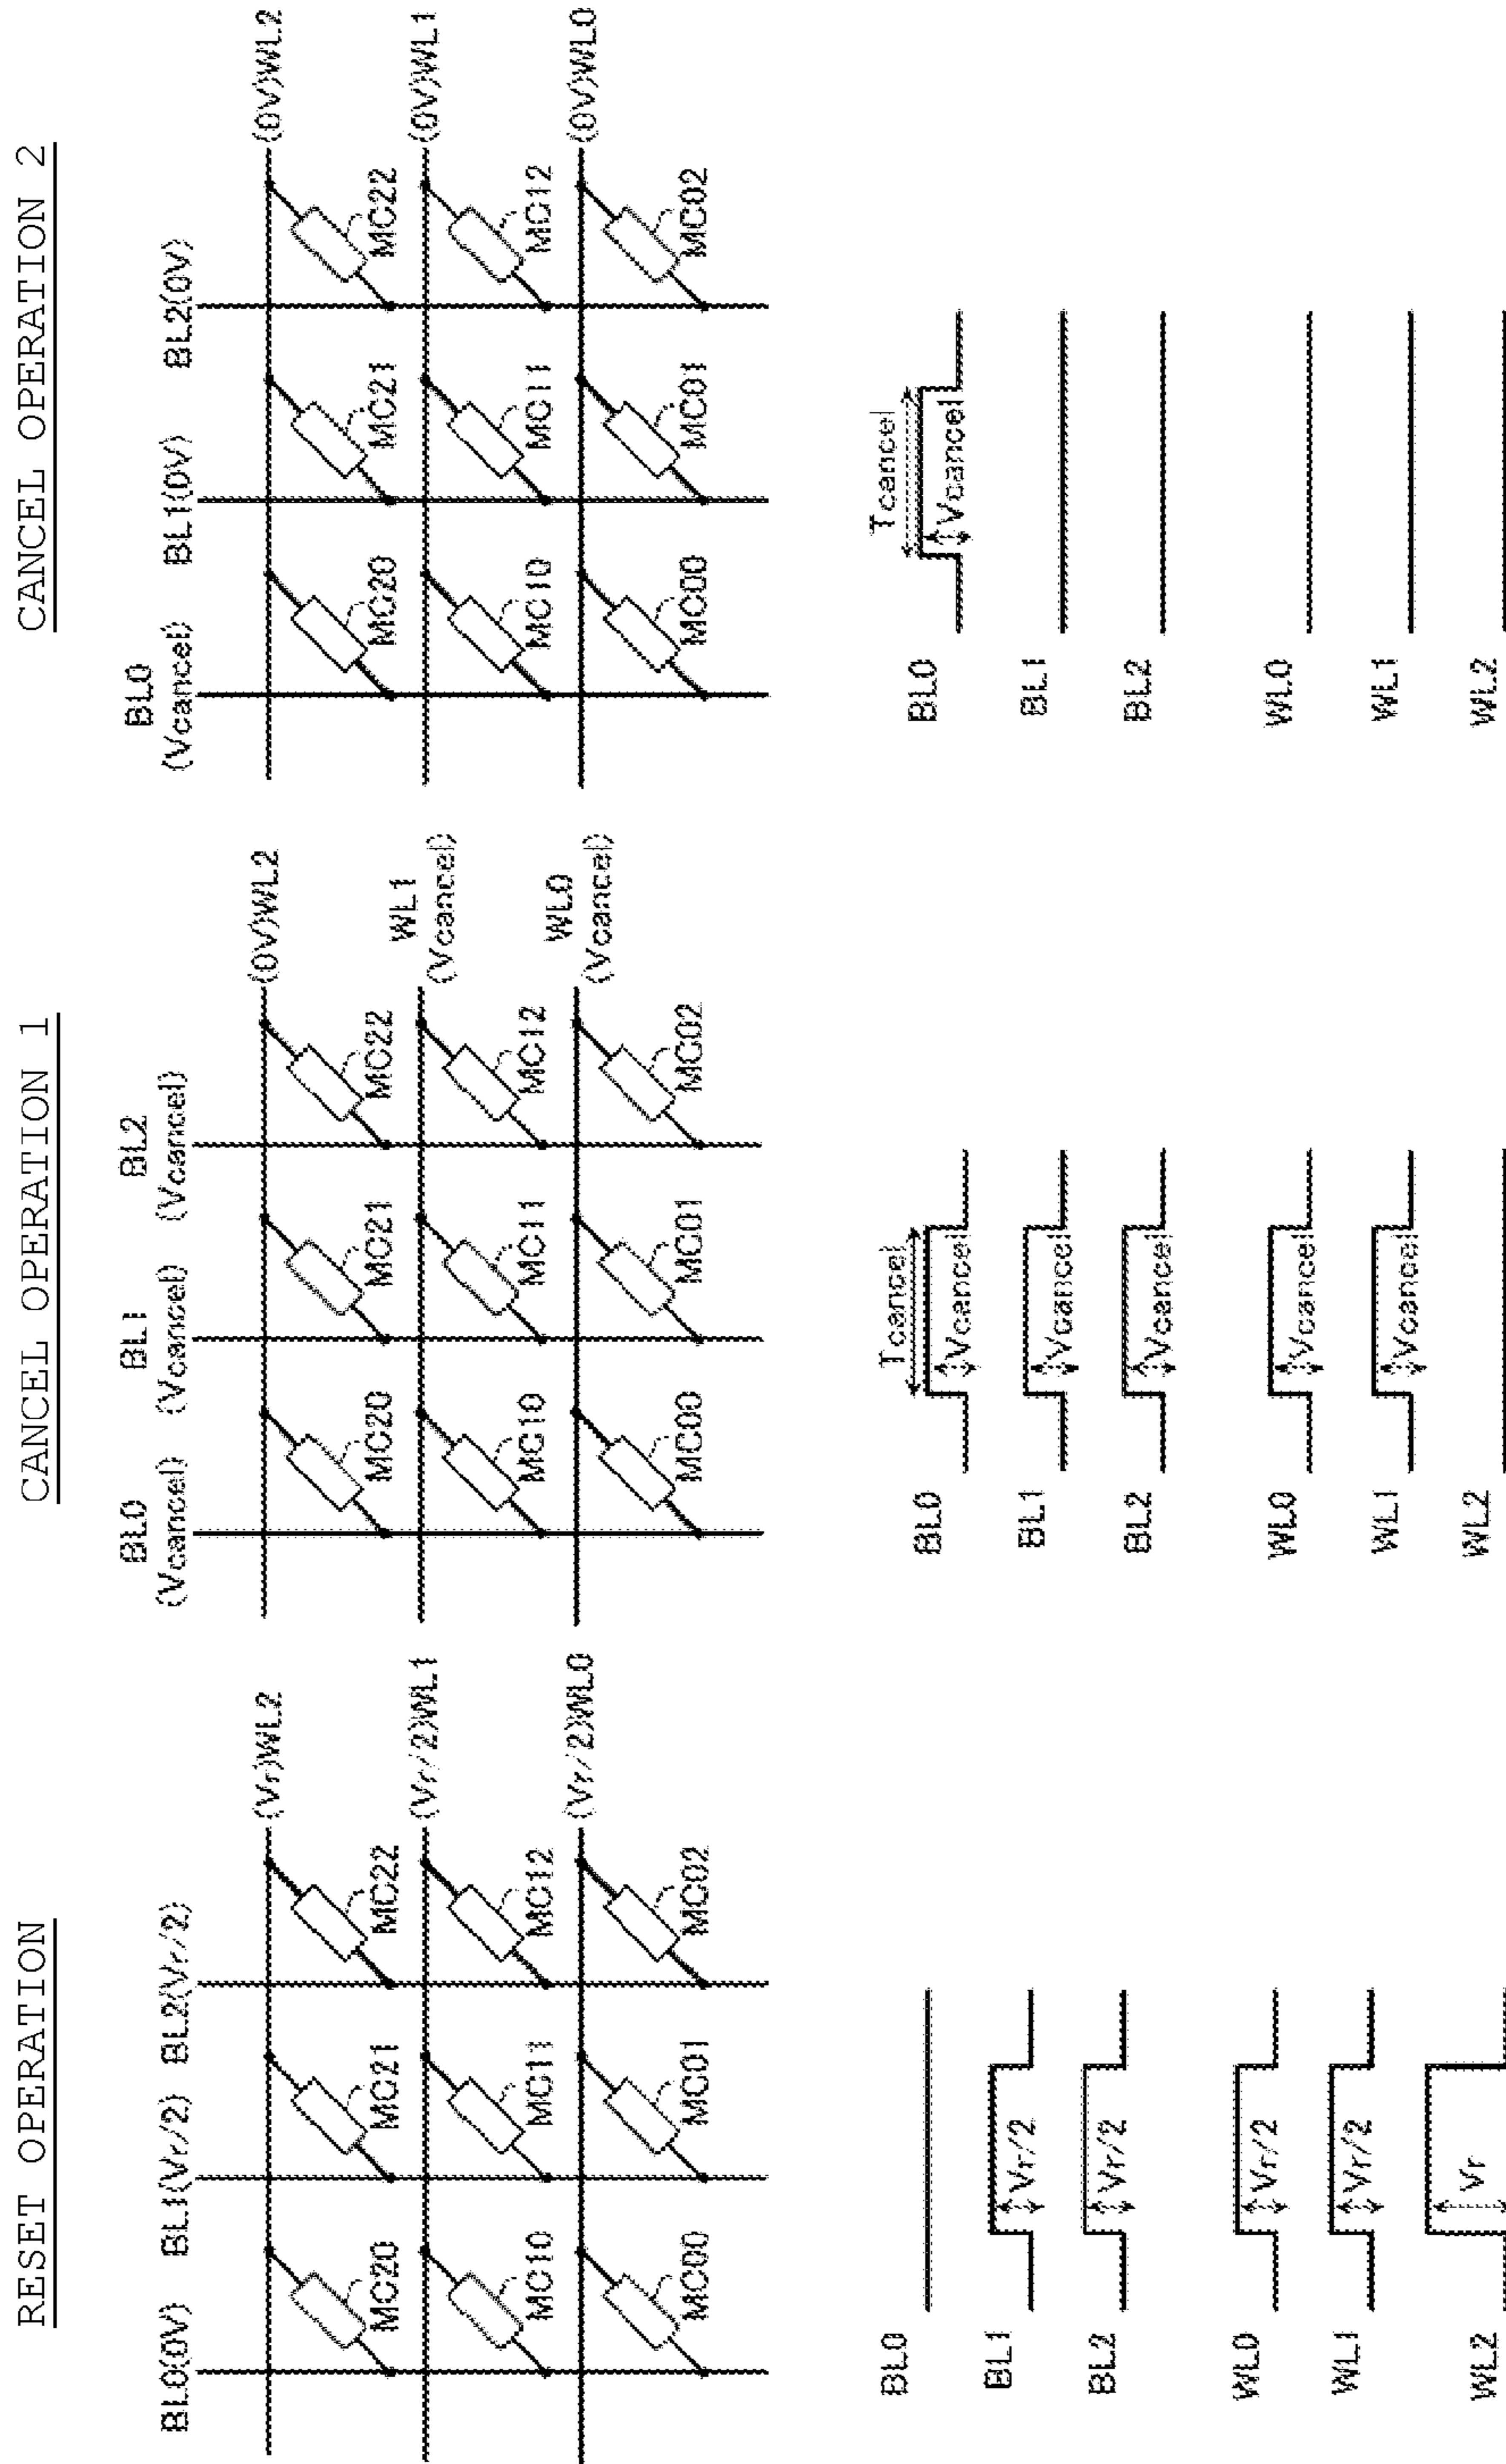 RESET OPERATION
BL0(0V) BL1(Vr/2) BL2(Vr/2)
(Vr)WL2
MC20 MC21 MC22
(Vr/2)WL1
MC10 MC11 MC12
(Vr/2)WL0
MC00 MC01 MC02
BL0
BL1 Vr/2
BL2 Vr/2
WL0 Vr/2
WL1 Vr/2
WL2 Vr
CANCEL OPERATION 1
BL0 BL1 BL2
(Vcancel) (Vcancel) (Vcancel)
(0V)WL2
MC20 MC21 MC22
WL1
(Vcancel)
MC10 MC11 MC12
WL0
(Vcancel)
MC00 MC01 MC02
Tcancel
BL0 Vcancel
BL1 Vcancel
BL2 Vcancel
WL0 Vcancel
WL1 Vcancel
WL2
CANCEL OPERATION 2
BL0
(Vcancel) BL1(0V) BL2(0V)
(0V)WL2
MC20 MC21 MC22
(0V)WL1
MC10 MC11 MC12
(0V)WL0
MC00 MC01 MC02
Tcancel
BL0 Vcancel
BL1
BL2
WL0
WL1
WL2